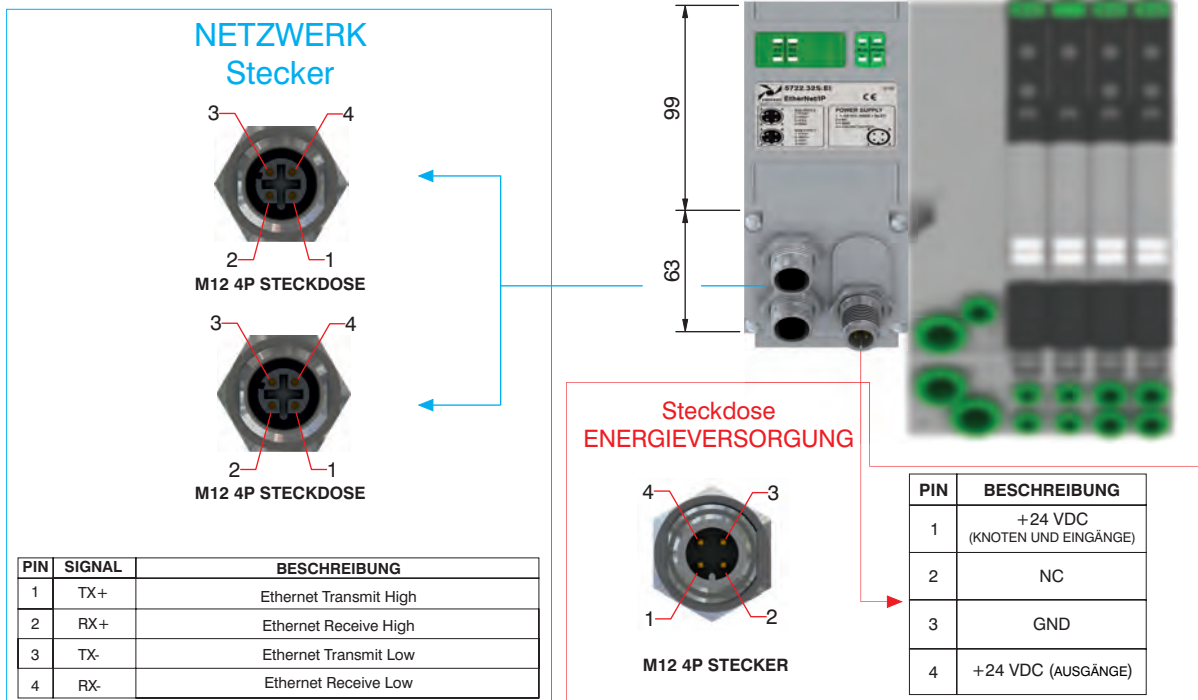 NETZWERK
Stecker
3
4
2
1
M12 4P STECKDOSE
3
4
2
1
M12 4P STECKDOSE
PIN SIGNAL BESCHREIBUNG
1 TX+ Ethernet Transmit High
2 RX+ Ethernet Receive High
3 TX- Ethernet Transmit Low
4 RX- Ethernet Receive Low
99
63
5722.32S.EI
EtherNet/IP
CE
POWER SUPPLY
Steckdose
ENERGIEVERSORGUNG
4
3
1
2
M12 4P STECKER
PIN BESCHREIBUNG
1 +24 VDC
(KNOTEN UND EINGÄNGE)
2 NC
3 GND
4 +24 VDC (AUSGÄNGE)